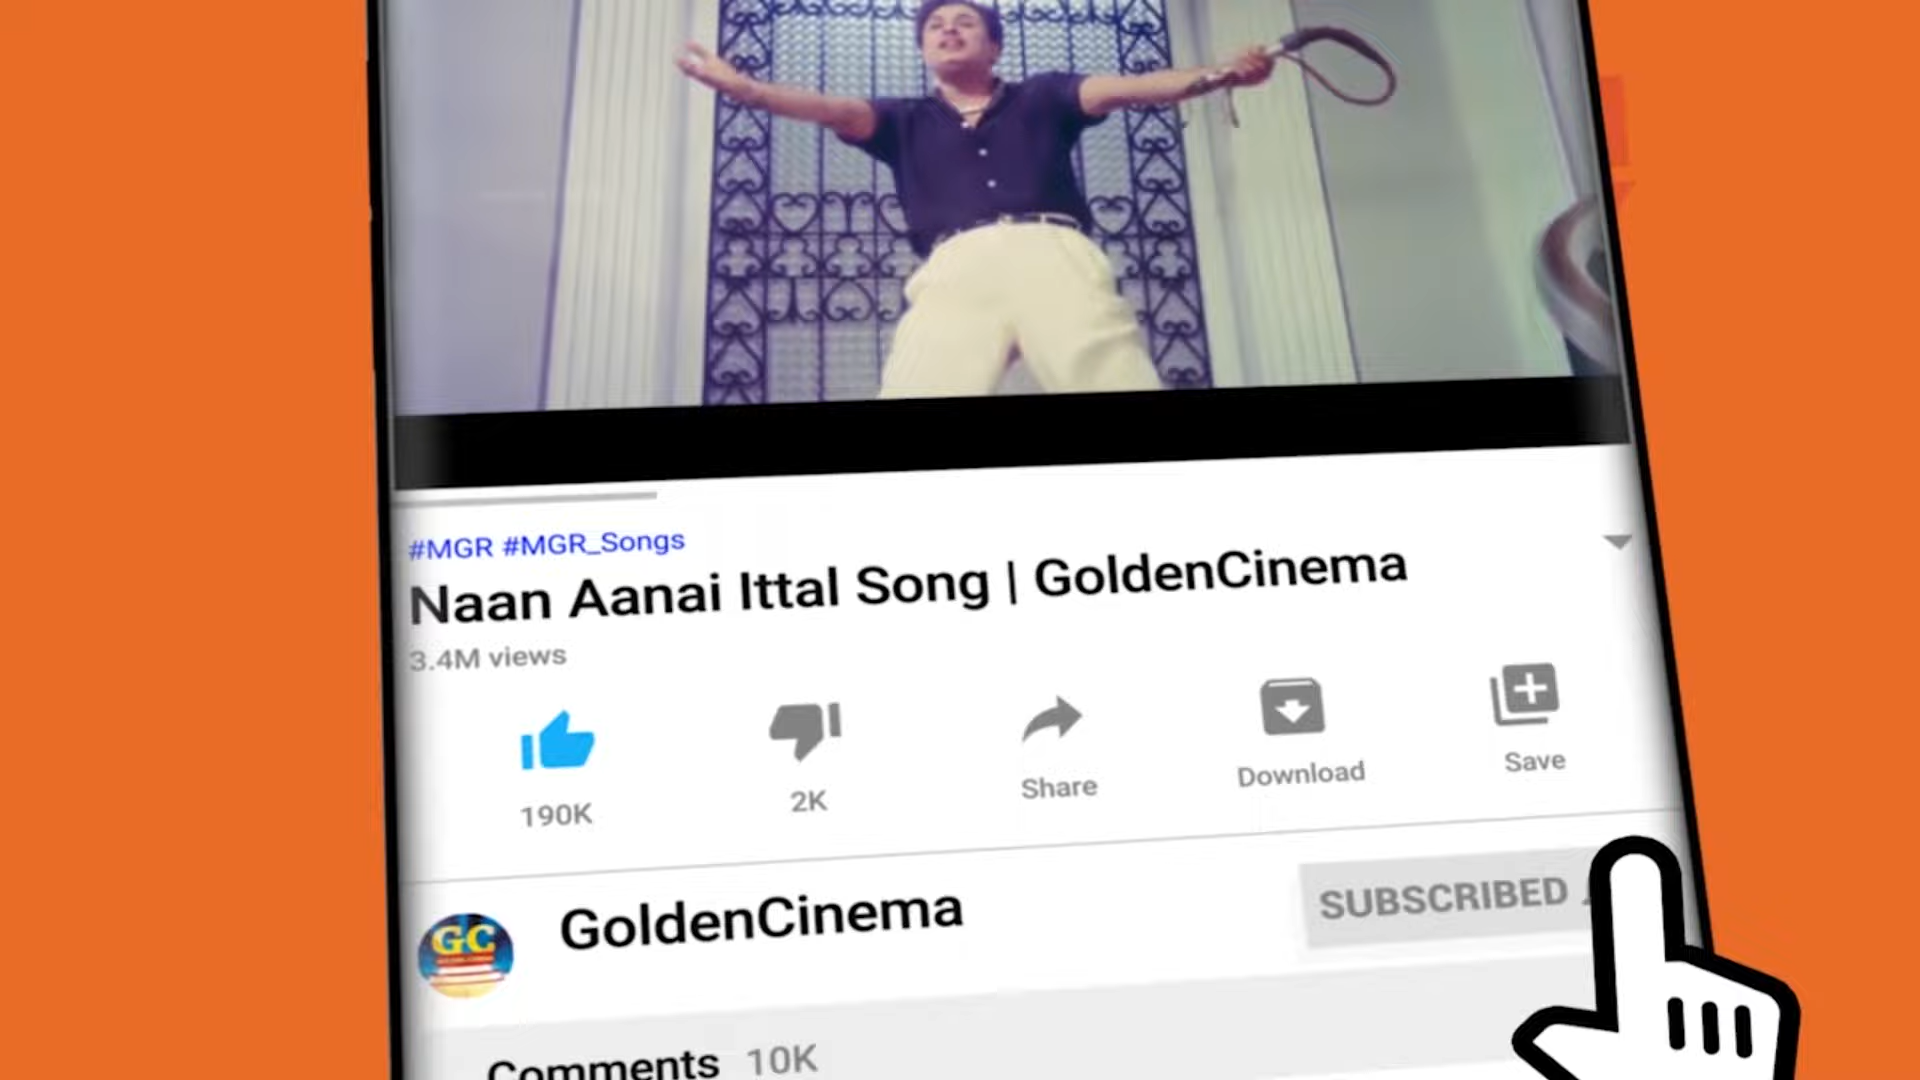 #MGR #MGR_Songs
Naan Aanai Ittal Song | GoldenCinema
3.4M views
190K
2K
Share
Download
Save
GC
GoldenCinema
SUBSCRIBED
Comments 10K